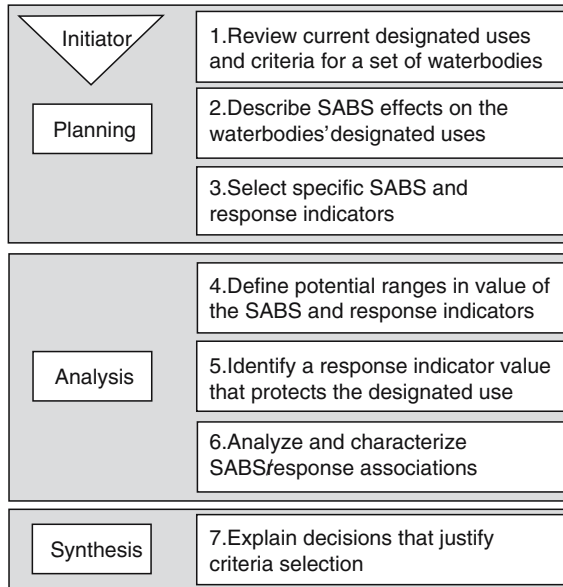 Initiator
1.Review current designated uses
and criteria for a set of waterbodies
Planning
2.Describe SABS effects on the
waterbodies' designated uses
3.Select specific SABS and
response indicators
4.Define potential ranges in value of
the SABS and response indicators
Analysis
5.Identify a response indicator value
that protects the designated use
6.Analyze and characterize
SABS/response associations
Synthesis
7.Explain decisions that justify
criteria selection